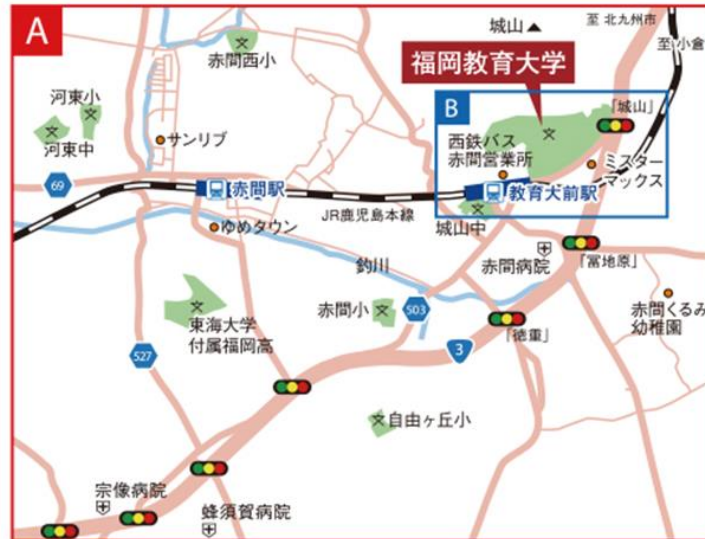 A
城山
至 北九州市
至 小倉
赤間西小
福岡教育大学
河東小
B
「城山」
河東中
サンリブ
西鉄バス
赤間営業所
ミスター
マックス
69
赤間駅
教育大前駅
JR鹿児島本線
城山中
ゆめタウン
釣川
赤間病院
「冨地原」
東海大学
付属福岡高
赤間小
503
赤間くるみ
幼稚園
「徳重」
527
3
自由ヶ丘小
宗像病院
蜂須賀病院